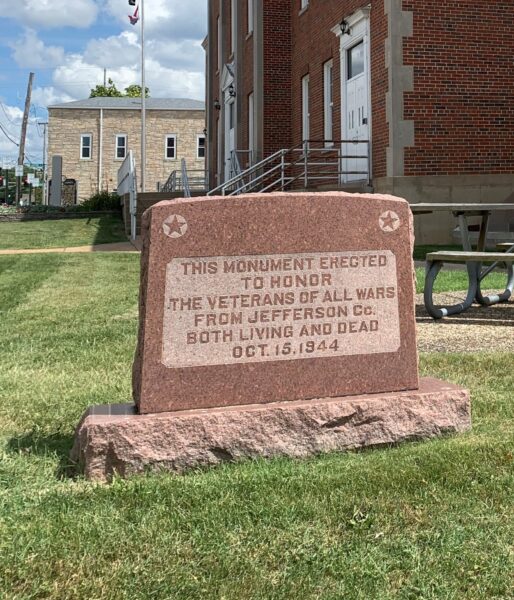 THIS MONUMENT ERECTED
TO HONOR
THE VETERANS OF ALL WARS
FROM JEFFERSON Co.
BOTH LIVING AND DEAD
OCT. 15, 1944